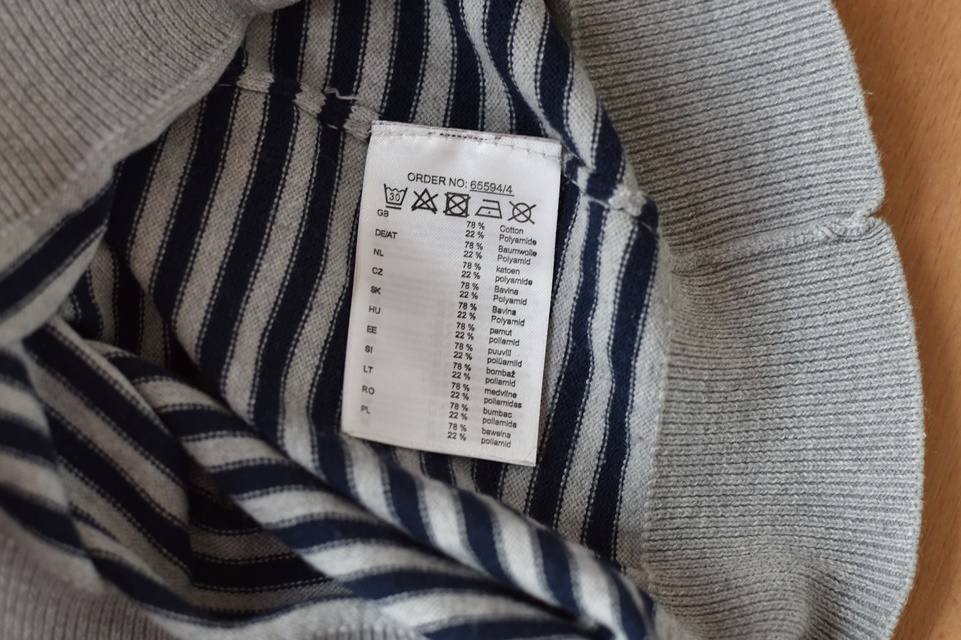 ORDER NO: 65594/4
30
GB 78 % Cotton
22 % Polyamide
DE/AT 78 % Baumwolle
22 % Polyamid
NL 78 % katoen
22 % polyamide
CZ 78 % Bavlna
22 % Polyamid
SK 78 % Bavlna
22 % Polyamid
HU 78 % pamut
22 % poliamid
EE 78 % puuvill
22 % polüamiid
SI 78 % bombaž
22 % poliamid
LT 78 % medvilnė
22 % poliamidas
RO 78 % bumbac
22 % poliamida
PL 78 % bawełna
22 % poliamid